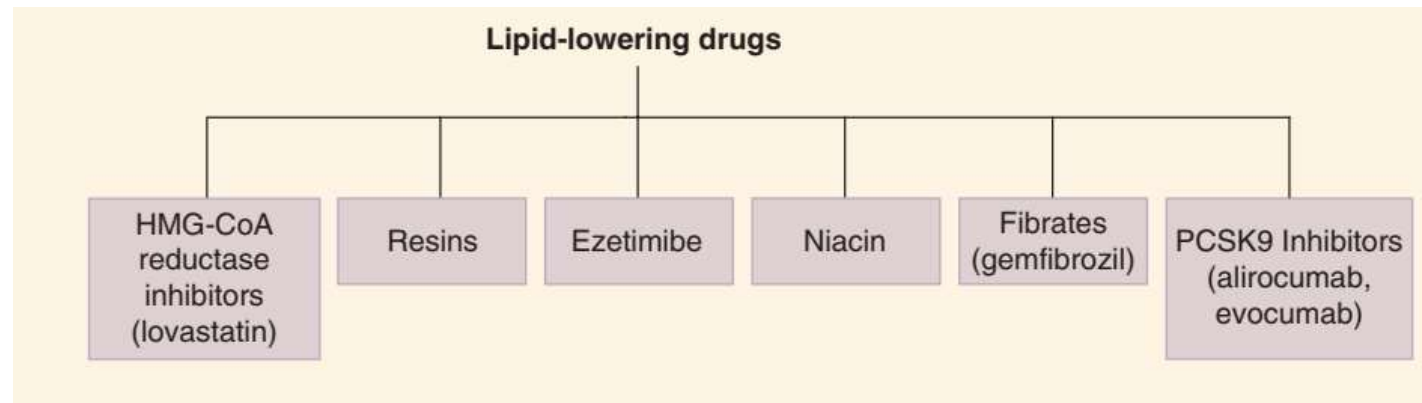 Lipid-lowering drugs
HMG-CoA
reductase
inhibitors
(lovastatin)
Resins
Ezetimibe
Niacin
Fibrates
(gemfibrozil)
PCSK9 Inhibitors
(alirocumab,
evocumab)